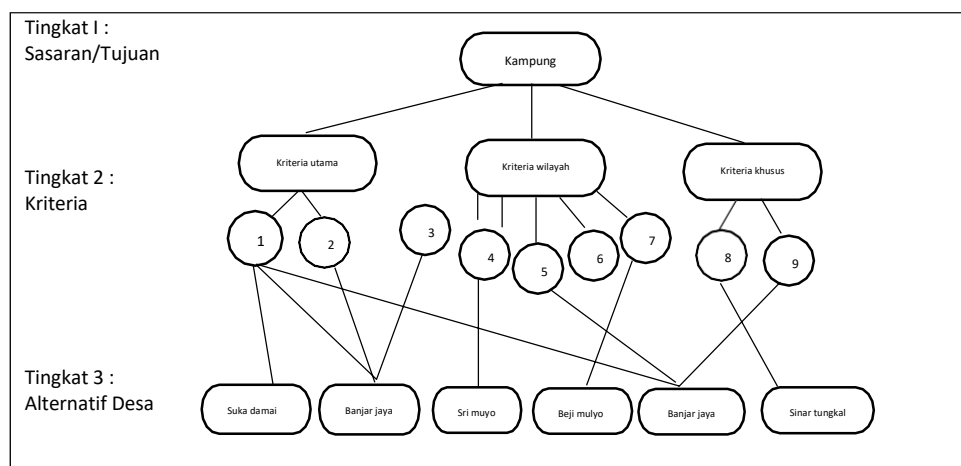 Tingkat I :
Sasaran/Tujuan
Kampung
Tingkat 2 :
Kriteria
Kriteria utama
Kriteria wilayah
Kriteria khusus
1
2
3
4
5
6
7
8
9
Tingkat 3 :
Alternatif Desa
Suka damai
Banjar jaya
Sri muyo
Beji mulyo
Banjar jaya
Sinar tungkal